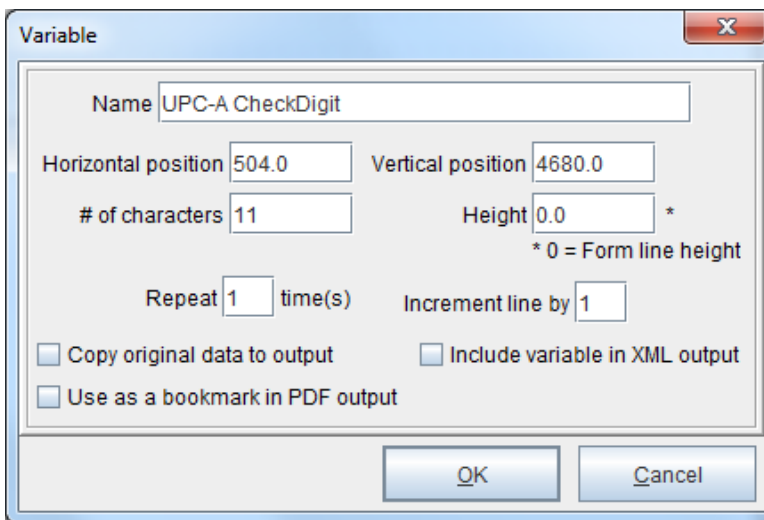 Variable
Name UPC-A CheckDigit
Horizontal position 504.0 Vertical position 4680.0
# of characters 11 Height 0.0 *
* 0 = Form line height
Repeat 1 time(s) Increment line by 1
Copy original data to output Include variable in XML output
Use as a bookmark in PDF output
OK Cancel